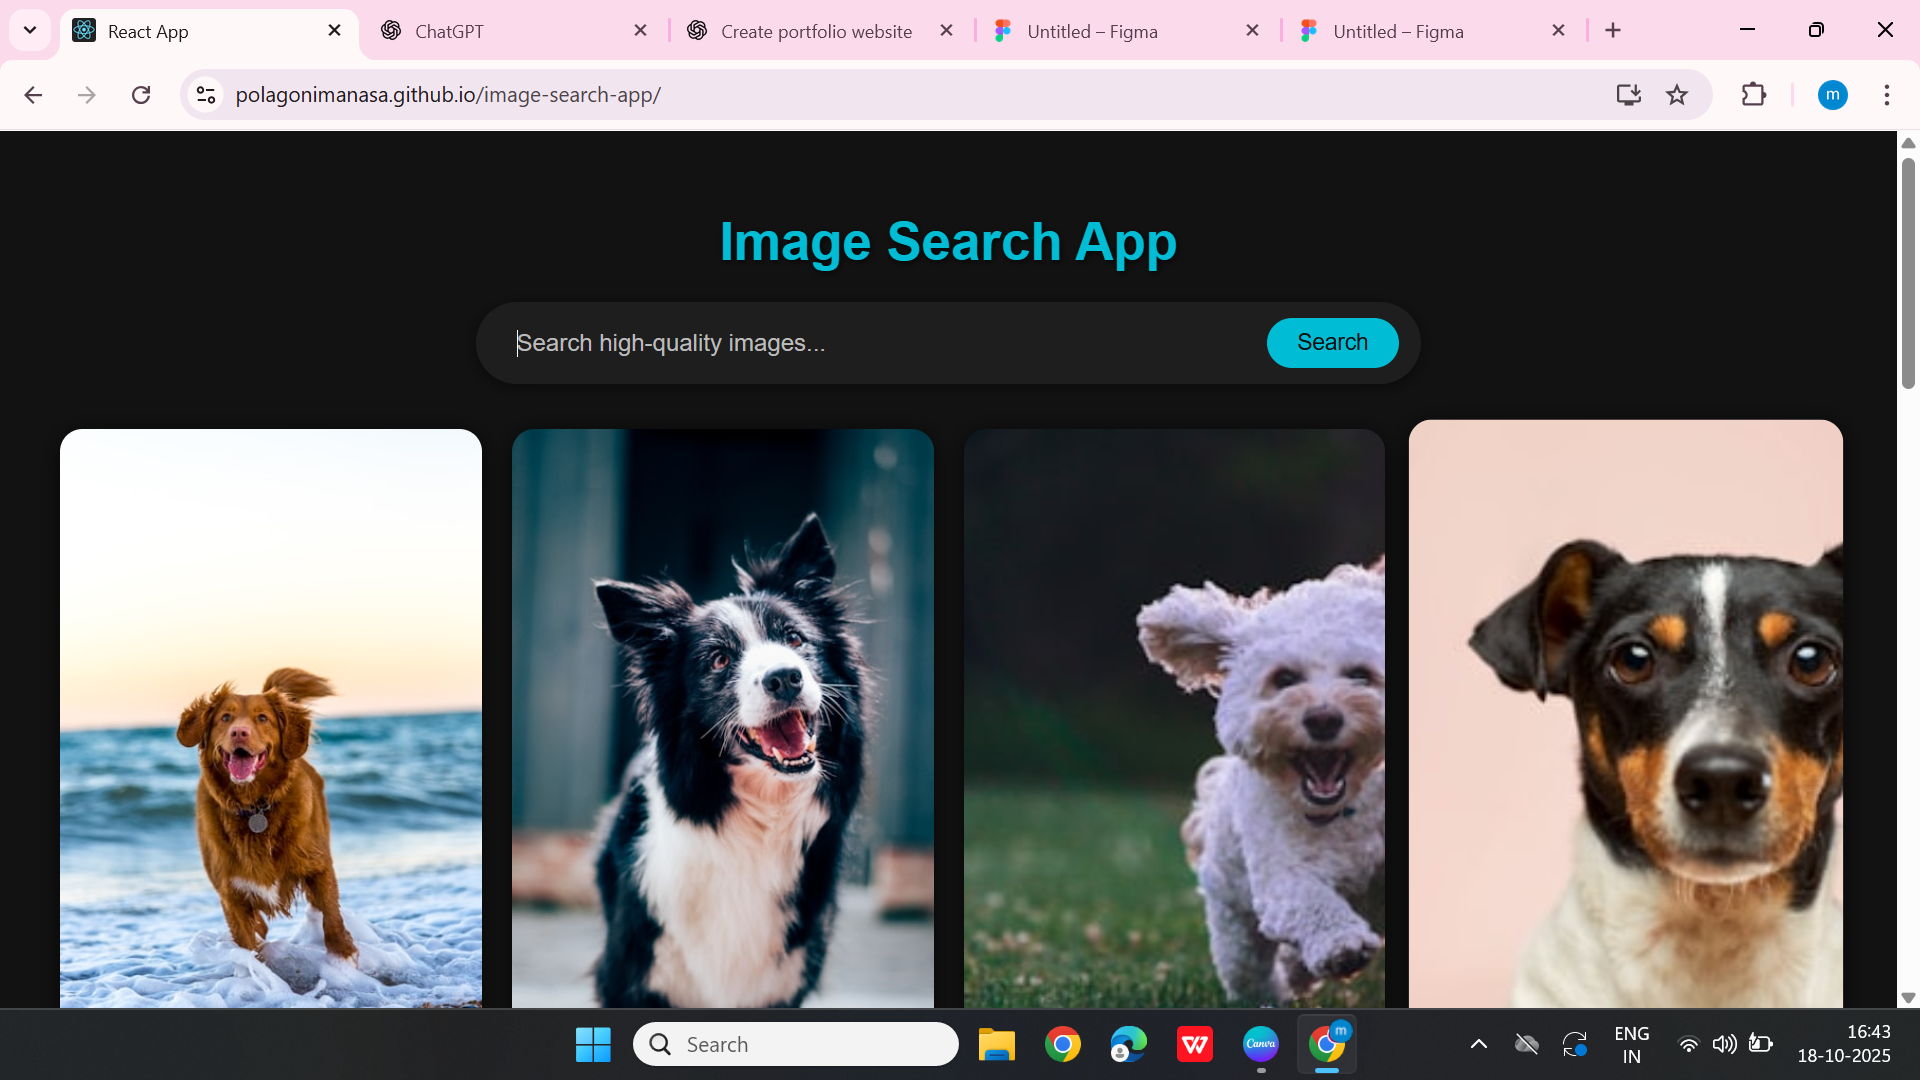 React App
ChatGPT
Create portfolio website
Untitled – Figma
Untitled – Figma
polagonimanasa.github.io/image-search-app/
m
Image Search App
Search high-quality images...
Search
Search
Canva
m
ENG
IN
16:43
18-10-2025